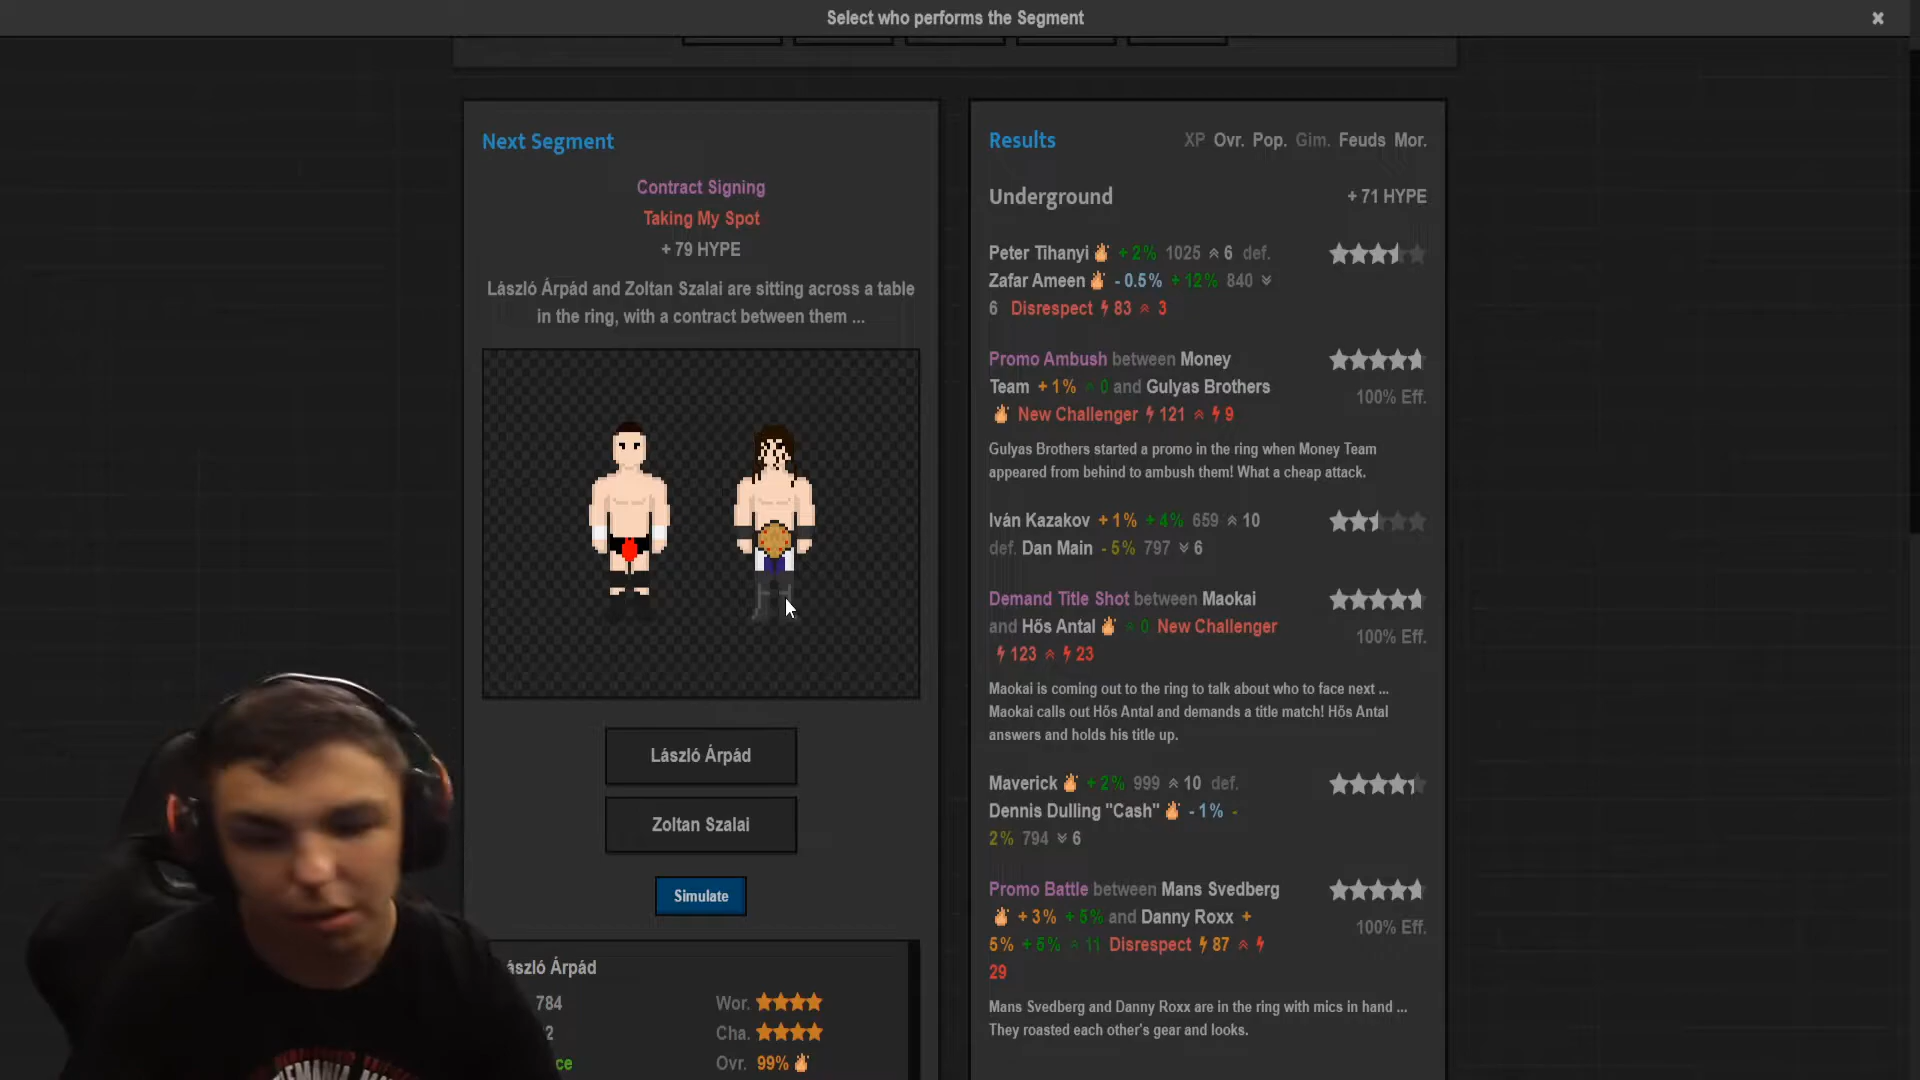 Select who performs the Segment
Next Segment
Contract Signing
Taking My Spot
+ 79 HYPE
László Árpád and Zoltan Szalai are sitting across a table
in the ring, with a contract between them ...
László Árpád
Zoltan Szalai
Simulate
ászló Árpád
784
2
ce
Wor.
Cha.
Ovr. 99%
Results
XP Ovr. Pop. Gim. Feuds Mor.
Underground + 71 HYPE
Peter Tihanyi + 2% 1025 6 def.
Zafar Ameen - 0.5% + 12% 840
6 Disrespect 83 3
Promo Ambush between Money
Team + 1% 0 and Gulyas Brothers
100% Eff.
New Challenger 121 9
Gulyas Brothers started a promo in the ring when Money Team
appeared from behind to ambush them! What a cheap attack.
Iván Kazakov + 1% + 4% 659 10
def. Dan Main - 5% 797 6
Demand Title Shot between Maokai
and Hős Antal 0 New Challenger
100% Eff.
123 23
Maokai is coming out to the ring to talk about who to face next ...
Maokai calls out Hős Antal and demands a title match! Hős Antal
answers and holds his title up.
Maverick + 2% 999 10 def.
Dennis Dulling "Cash" - 1% -
2% 794 6
Promo Battle between Mans Svedberg
+ 3% + 5% and Danny Roxx +
100% Eff.
5% + 5% 11 Disrespect 87
29
Mans Svedberg and Danny Roxx are in the ring with mics in hand ...
They roasted each other's gear and looks.